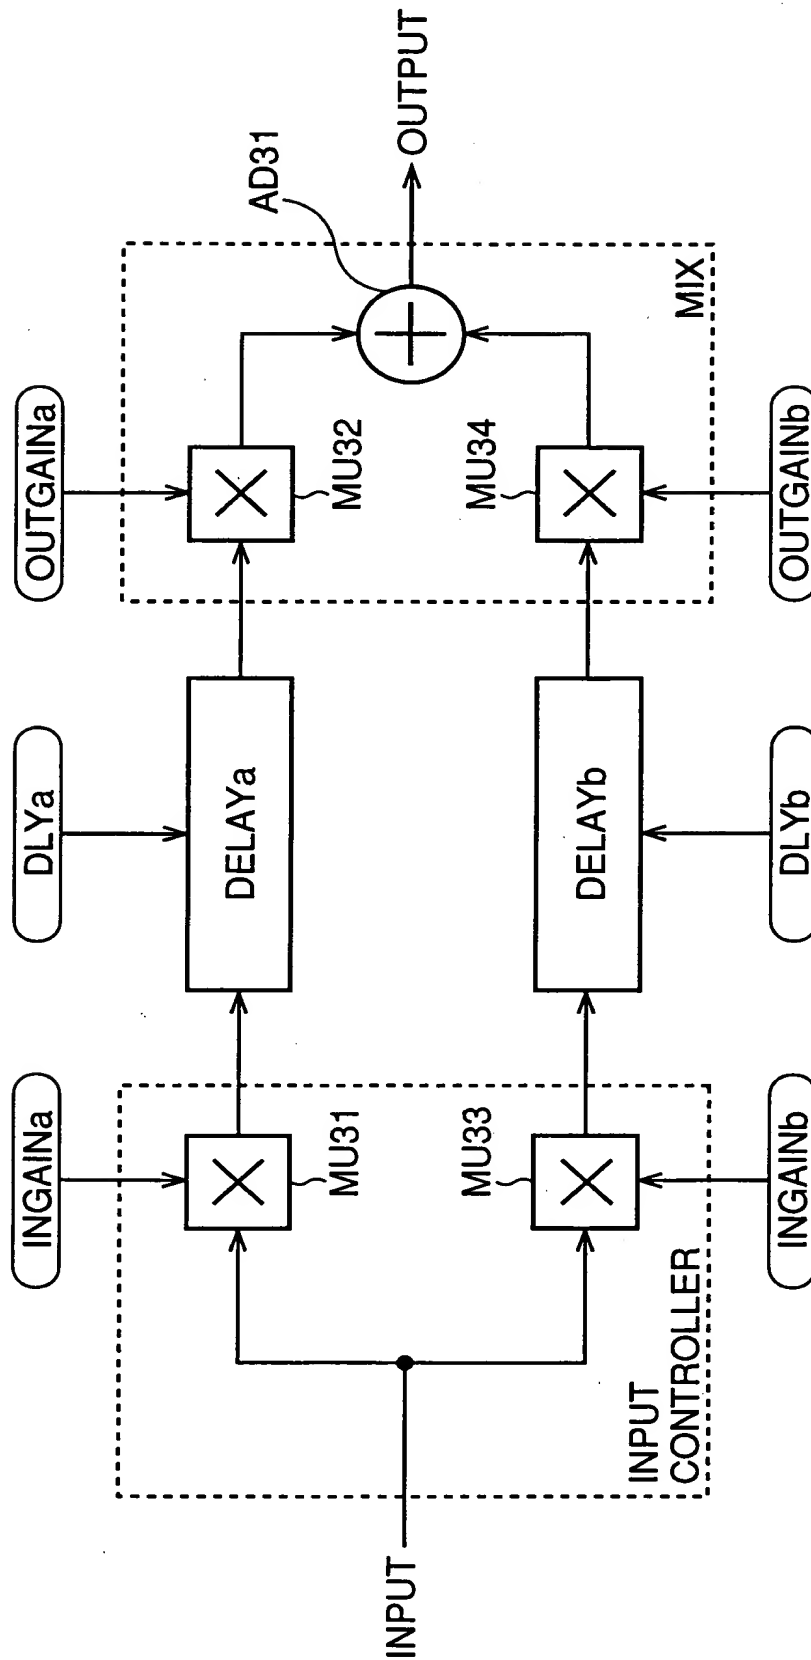 INGAINa
DLYa
OUTGAINa
MU31
DELAYa
MU32
AD31
INPUT
OUTPUT
MU33
DELAYb
MU34
INPUT
CONTROLLER
MIX
INGAINb
DLYb
OUTGAINb